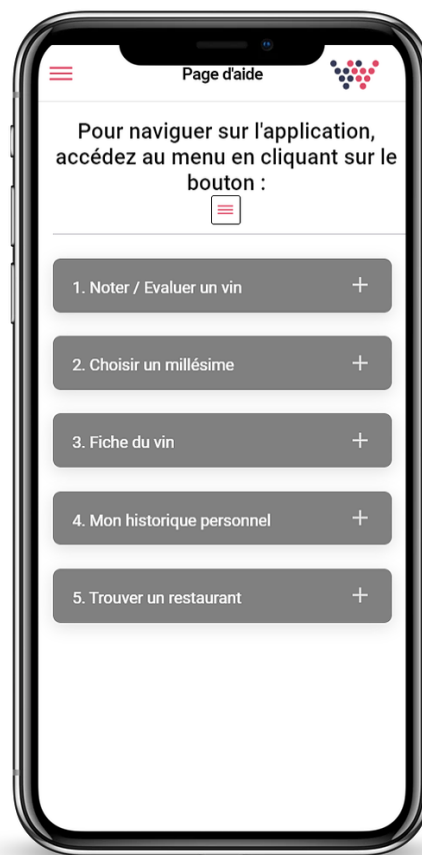 Page d'aide
Pour naviguer sur l'application,
accédez au menu en cliquant sur le
bouton :
1. Noter / Evaluer un vin
2. Choisir un millésime
3. Fiche du vin
4. Mon historique personnel
5. Trouver un restaurant